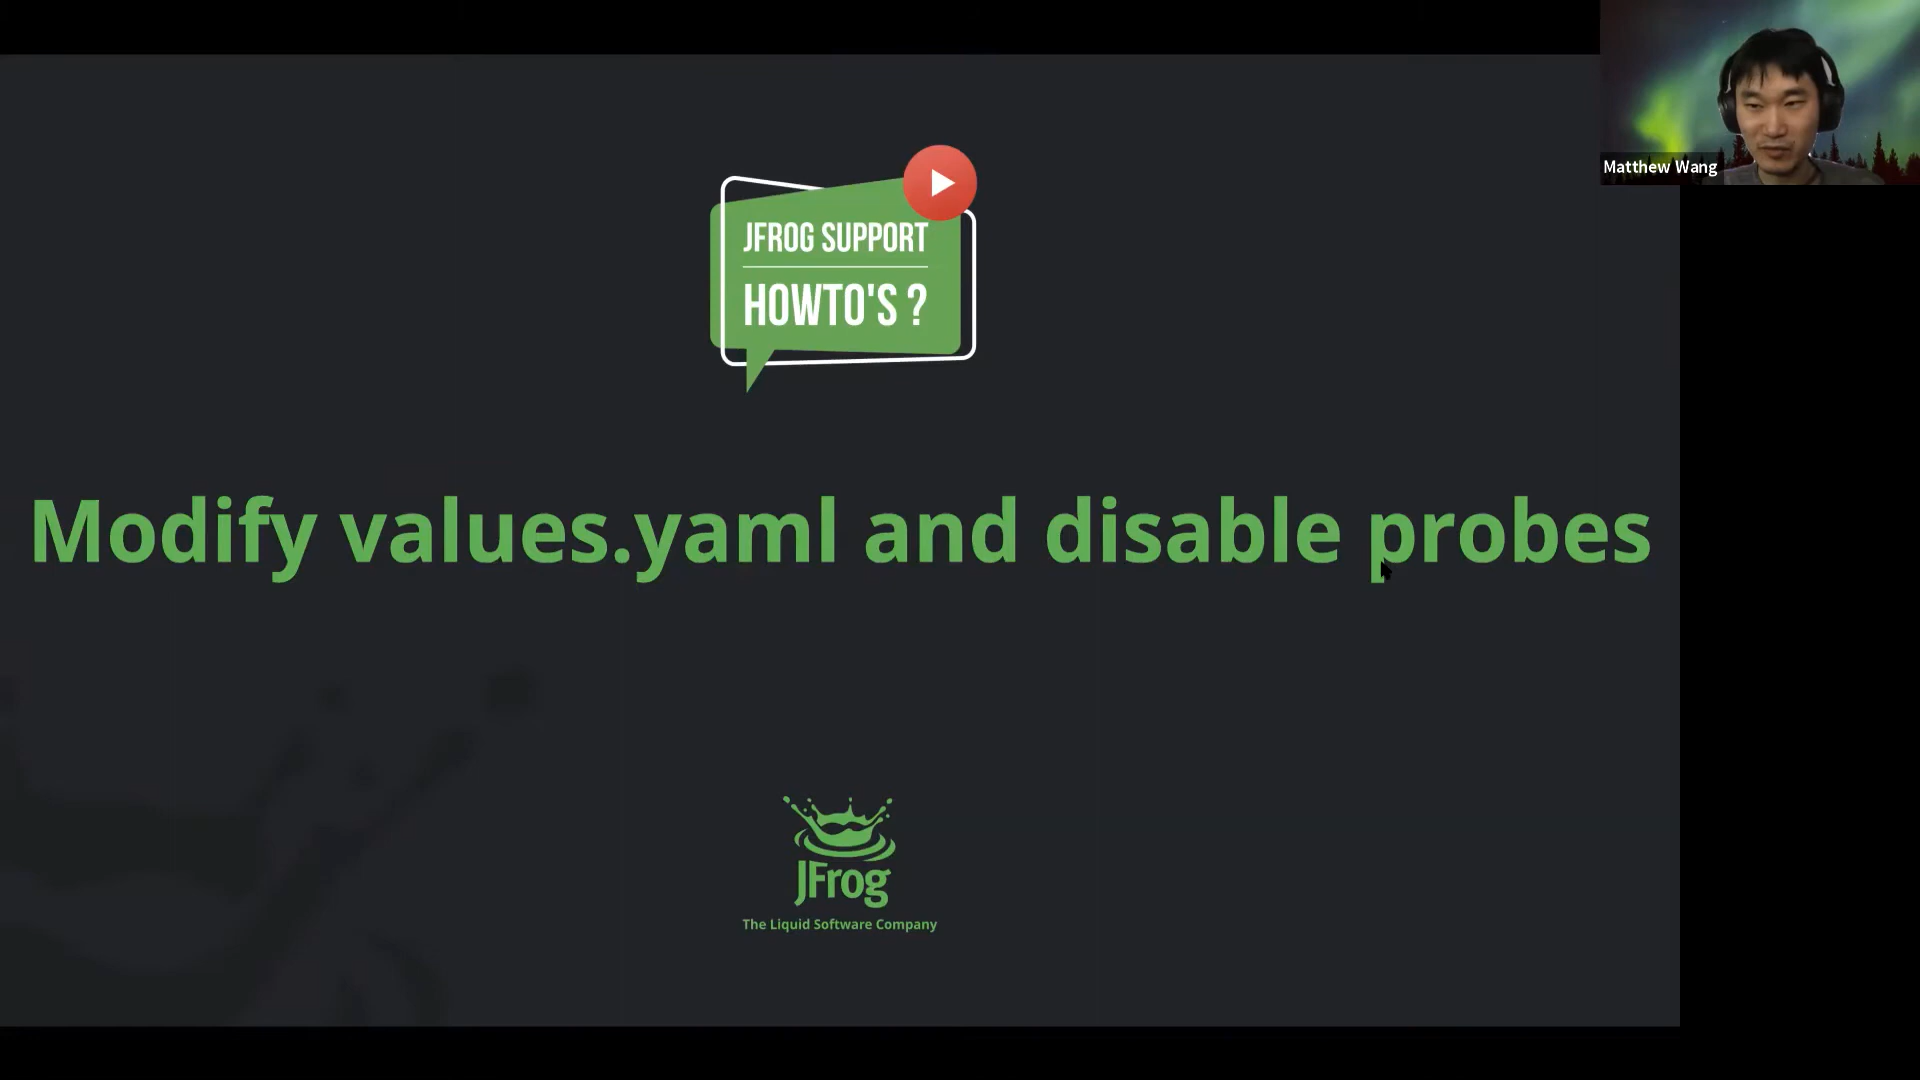 Matthew Wang
JFROG SUPPORT
HOWTO'S ?
Modify values.yaml and disable probes
JFrog
The Liquid Software Company